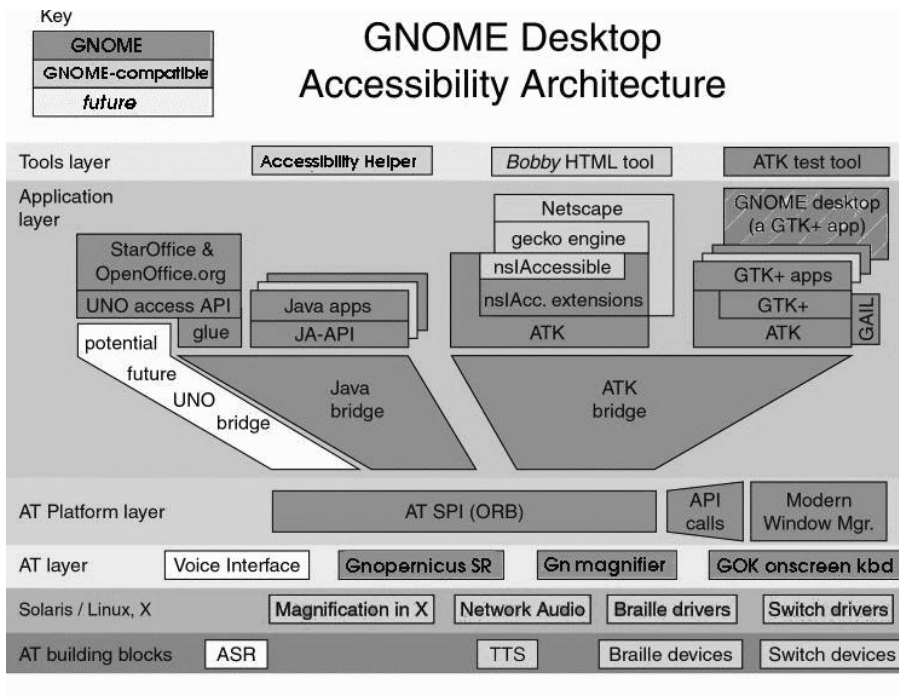 Key
GNOME
GNOME-compatible
future
GNOME Desktop
Accessibility Architecture
Tools layer
Accessibility Helper
Bobby HTML tool
ATK test tool
Application
layer
StarOffice &
OpenOffice.org
UNO access API
glue
Java apps
JA-API
Netscape
gecko engine
nsIAccessible
nsIAcc. extensions
ATK
GNOME desktop
(a GTK+ app)
GTK+ apps
GTK+
ATK
GAIL
potential
future
UNO
bridge
Java
bridge
ATK
bridge
AT Platform layer
AT SPI (ORB)
API
calls
Modern
Window Mgr.
AT layer
Voice Interface
Gnopernicus SR
Gn magnifier
GOK onscreen kbd
Solaris / Linux, X
Magnification in X
Network Audio
Braille drivers
Switch drivers
AT building blocks
ASR
TTS
Braille devices
Switch devices